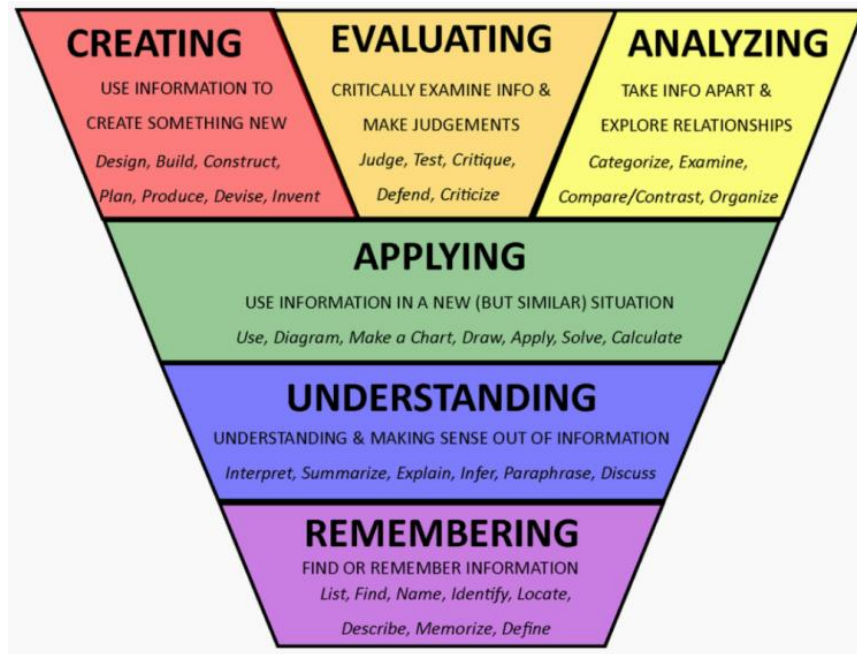 CREATING
USE INFORMATION TO
CREATE SOMETHING NEW
Design, Build, Construct,
Plan, Produce, Devise, Invent
EVALUATING
CRITICALLY EXAMINE INFO &
MAKE JUDGEMENTS
Judge, Test, Critique,
Defend, Criticize
ANALYZING
TAKE INFO APART &
EXPLORE RELATIONSHIPS
Categorize, Examine,
Compare/Contrast, Organize
APPLYING
USE INFORMATION IN A NEW (BUT SIMILAR) SITUATION
Use, Diagram, Make a Chart, Draw, Apply, Solve, Calculate
UNDERSTANDING
UNDERSTANDING & MAKING SENSE OUT OF INFORMATION
Interpret, Summarize, Explain, Infer, Paraphrase, Discuss
REMEMBERING
FIND OR REMEMBER INFORMATION
List, Find, Name, Identify, Locate,
Describe, Memorize, Define